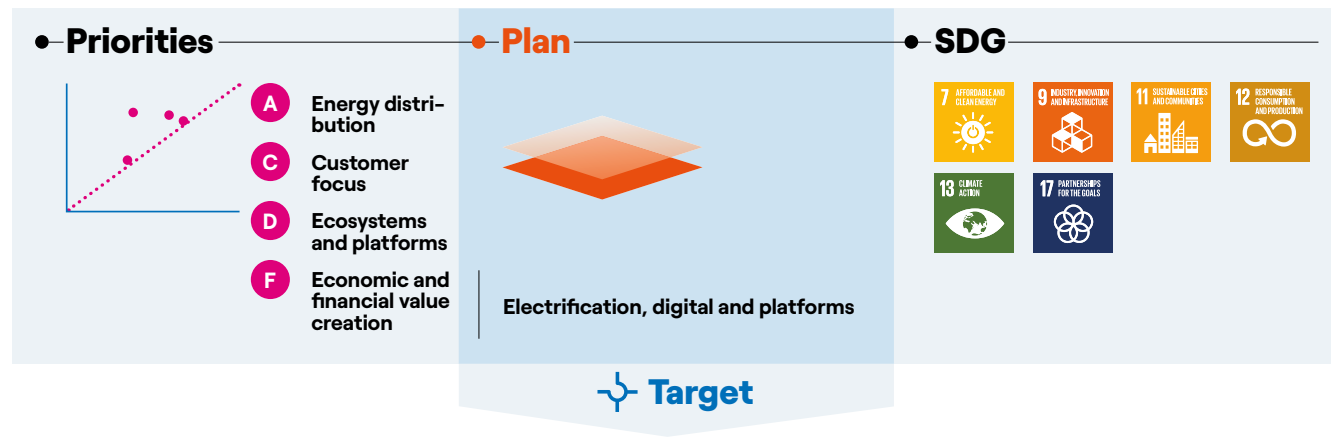 Priorities
Plan
SDG
A
Energy distri-
bution
C
Customer
focus
D
Ecosystems
and platforms
F
Economic and
financial value
creation
Electrification, digital and platforms
7 AFFORDABLE AND
CLEAN ENERGY
9 INDUSTRY, INNOVATION
AND INFRASTRUCTURE
11 SUSTAINABLE CITIES
AND COMMUNITIES
12 RESPONSIBLE
CONSUMPTION
AND PRODUCTION
13 CLIMATE
ACTION
17 PARTNERSHIPS
FOR THE GOALS
Target